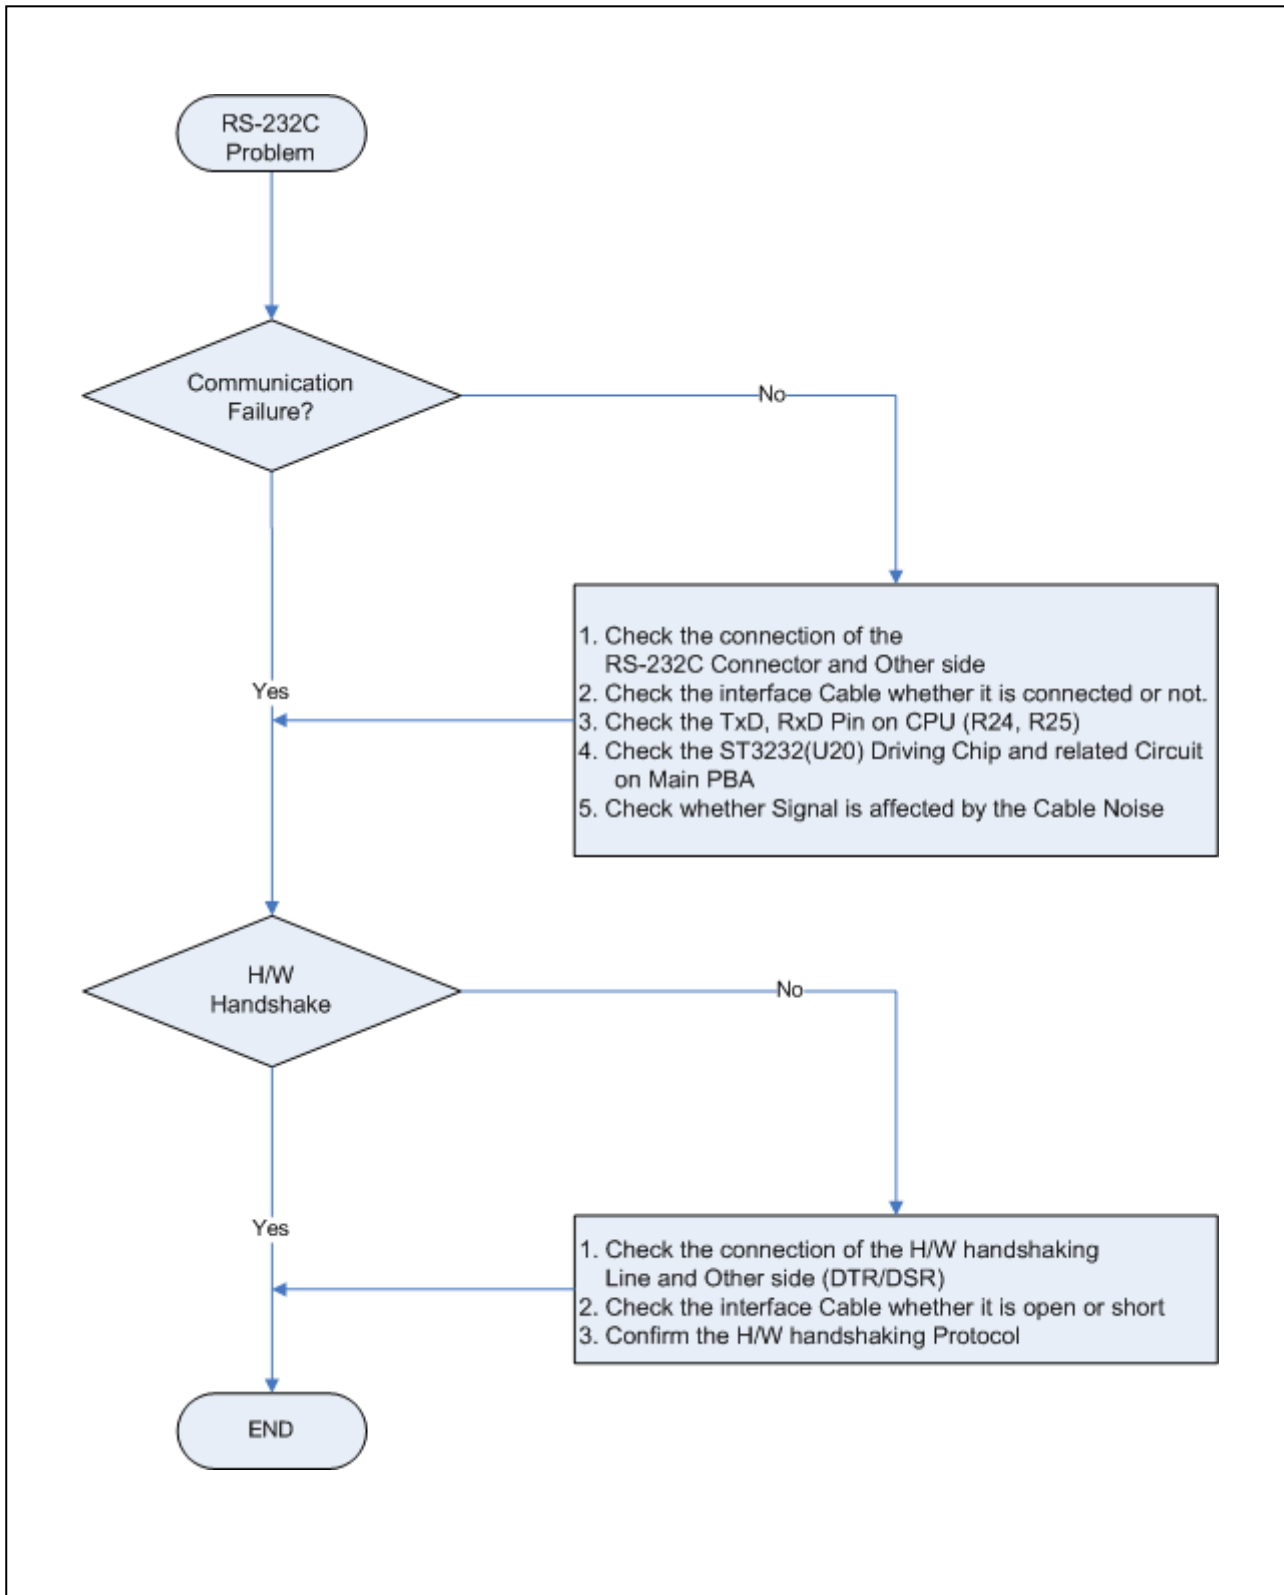 RS-232C
Problem
Communication
Failure?
No
1. Check the connection of the
RS-232C Connector and Other side
2. Check the interface Cable whether it is connected or not.
3. Check the TxD, RxD Pin on CPU (R24, R25)
4. Check the ST3232(U20) Driving Chip and related Circuit
on Main PBA
5. Check whether Signal is affected by the Cable Noise
Yes
H/W
Handshake
No
1. Check the connection of the H/W handshaking
Line and Other side (DTR/DSR)
2. Check the interface Cable whether it is open or short
3. Confirm the H/W handshaking Protocol
Yes
END